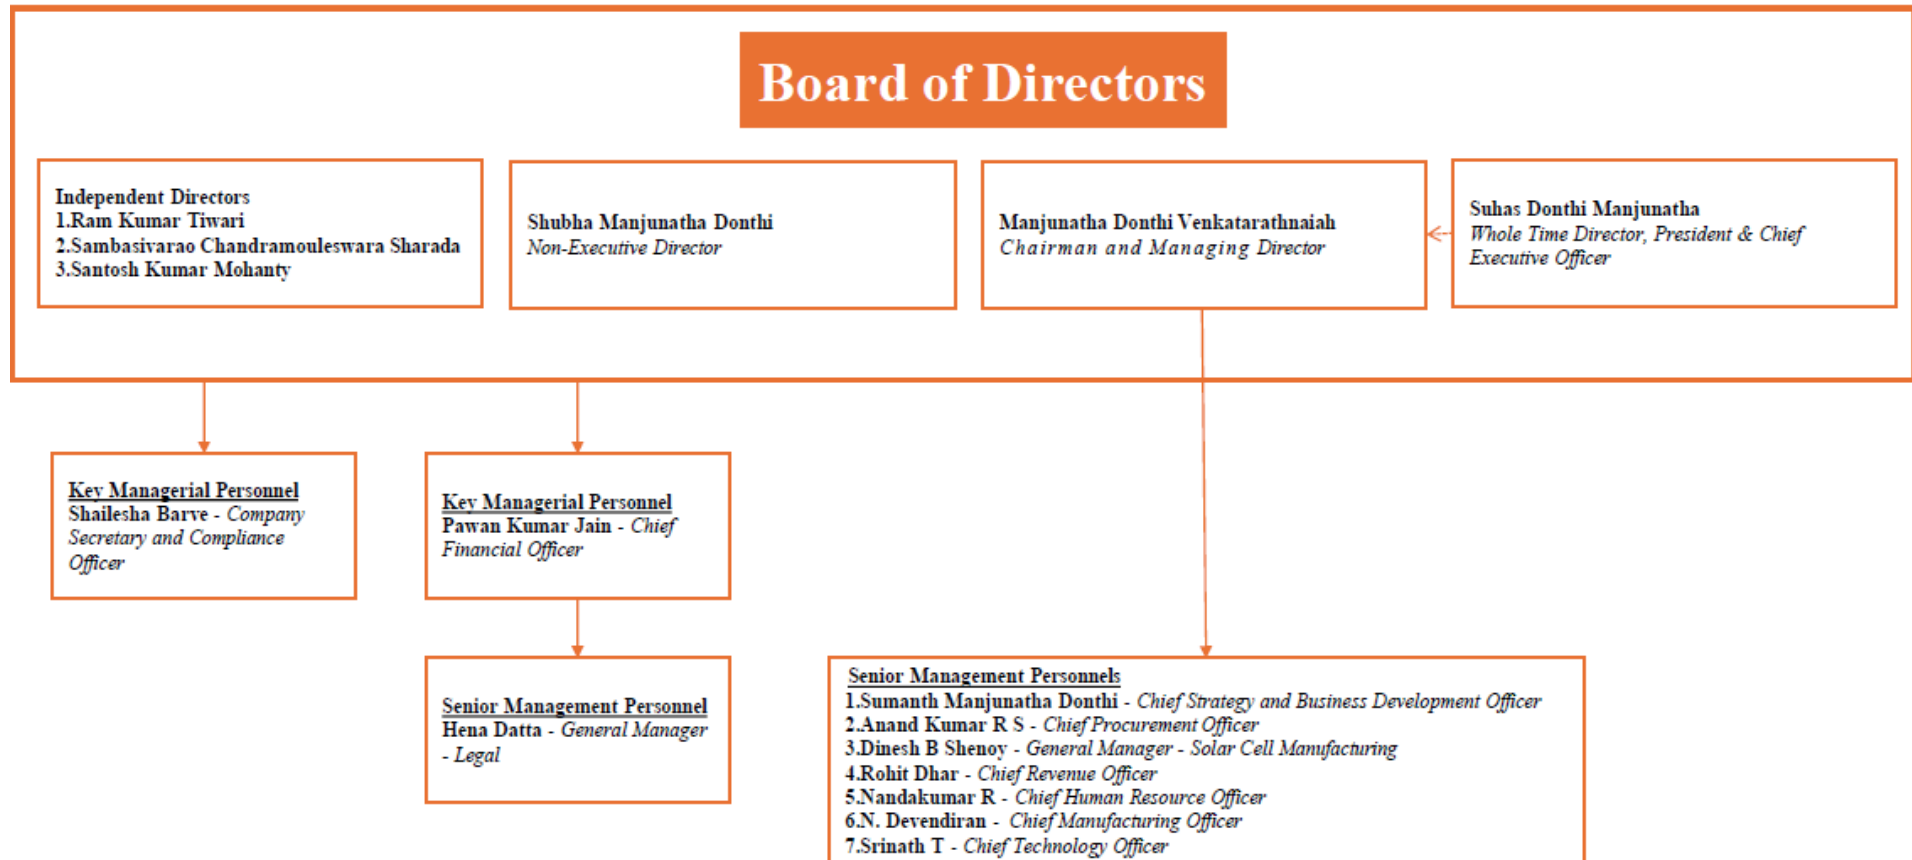 Board of Directors
Independent Directors
1.Ram Kumar Tiwari
2.Sambasivarao Chandramouleswara Sharada
3.Santosh Kumar Mohanty
Shubha Manjunatha Donthi
Non-Executive Director
Manjunatha Donthi Venkatarathnaiah
Chairman and Managing Director
Suhas Donthi Manjunatha
Whole Time Director, President & Chief
Executive Officer
Key Managerial Personnel
Shailesha Barve - Company
Secretary and Compliance
Officer
Key Managerial Personnel
Pawan Kumar Jain - Chief
Financial Officer
Senior Management Personnel
Hena Datta - General Manager
- Legal
Senior Management Personnels
1.Sumanth Manjunatha Donthi - Chief Strategy and Business Development Officer
2.Anand Kumar R S - Chief Procurement Officer
3.Dinesh B Shenoy - General Manager - Solar Cell Manufacturing
4.Rohit Dhar - Chief Revenue Officer
5.Nandakumar R - Chief Human Resource Officer
6.N. Devendiran - Chief Manufacturing Officer
7.Srinath T - Chief Technology Officer